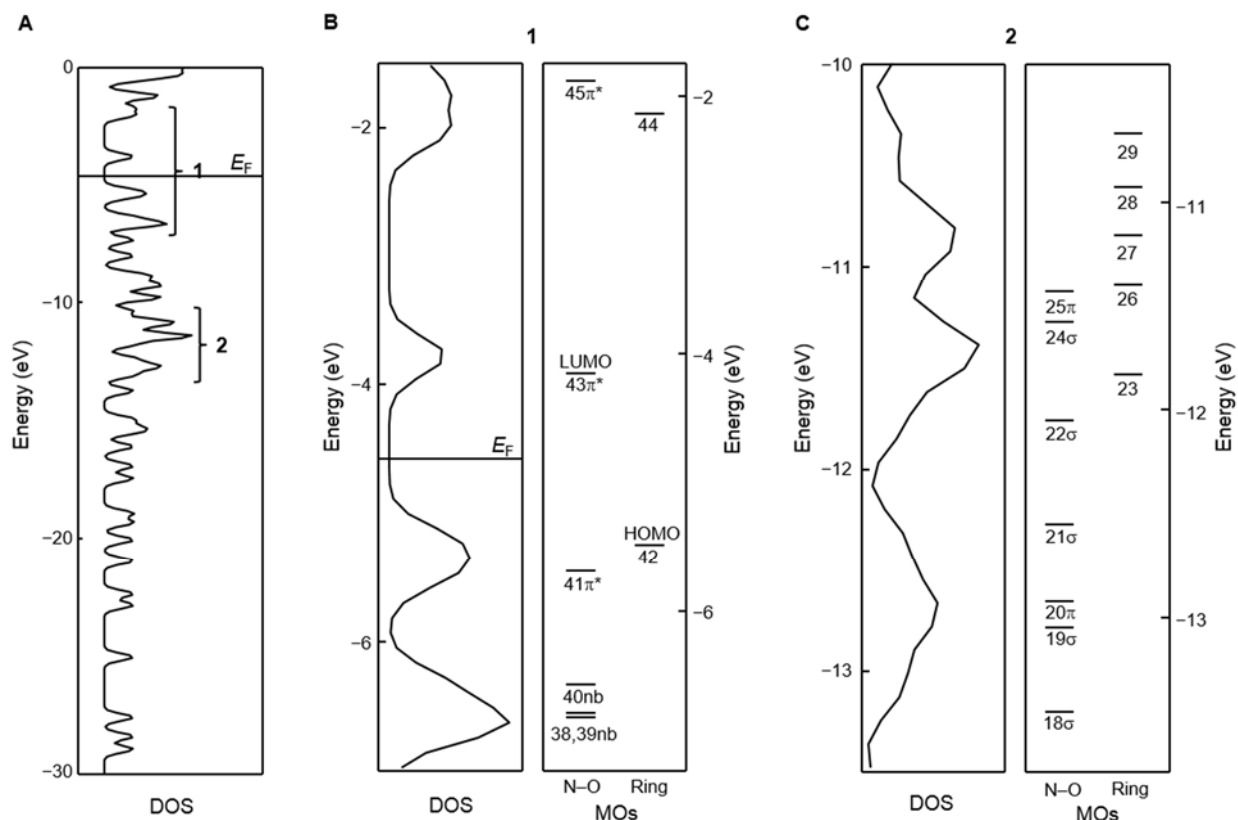 A
B
1
C
2
0
−10
−20
−30
Energy (eV)
1
E_F
2
DOS
−2
−4
−6
Energy (eV)
E_F
DOS
45π*
44
LUMO
43π*
HOMO
42
41π*
40nb
38,39nb
N–O Ring
MOs
−2
−4
−6
Energy (eV)
−10
−11
−12
−13
Energy (eV)
DOS
29
28
27
25π
26
24σ
23
22σ
21σ
20π
19σ
18σ
N–O Ring
MOs
−11
−12
−13
Energy (eV)